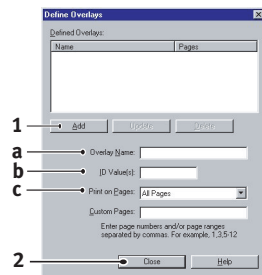 Define Overlays
Defined Overlays:
Name Pages
1 Add Update Delete
a Overlay Name:
b ID Value(s):
c Print on Pages: All Pages
Custom Pages:
Enter page numbers and/or page ranges
separated by commas. For example, 1,3,5-12
2 Close Help